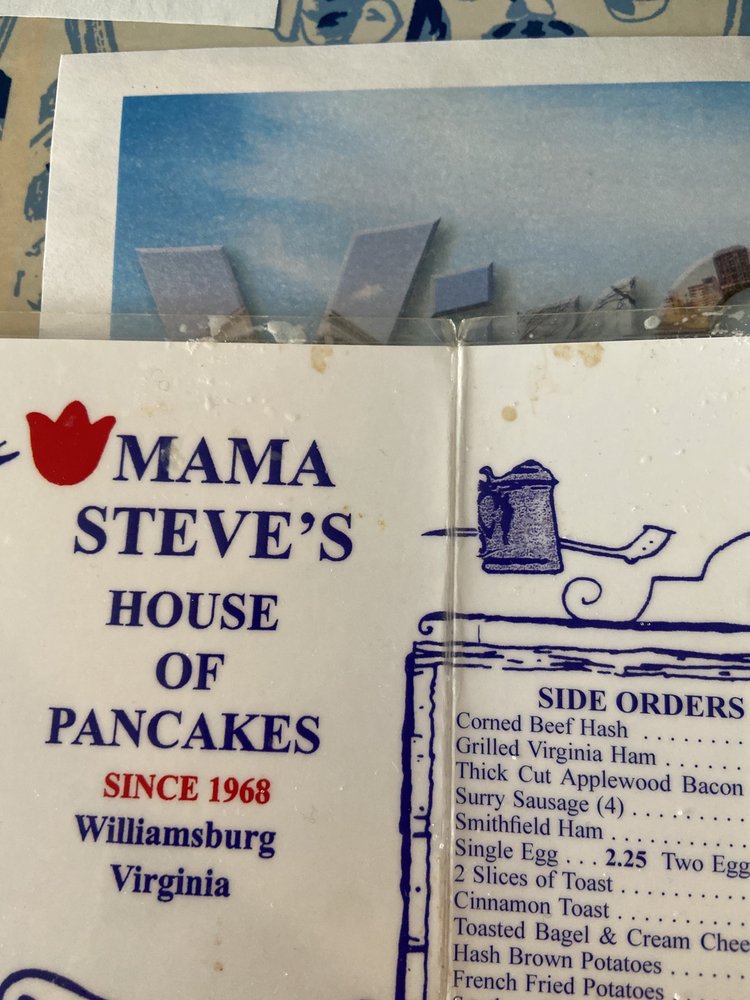 MAMA
STEVE'S
HOUSE
OF
PANCAKES
SINCE 1968
Williamsburg
Virginia
SIDE ORDERS
Corned Beef Hash ........
Grilled Virginia Ham ......
Thick Cut Applewood Bacon
Surry Sausage (4) .........
Smithfield Ham ...........
Single Egg ... 2.25 Two Egg
2 Slices of Toast ..........
Cinnamon Toast ..........
Toasted Bagel & Cream Chee
Hash Brown Potatoes ......
French Fried Potatoes ......